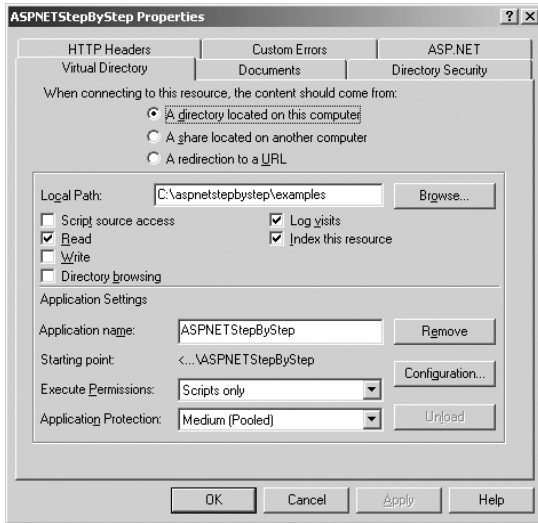 ASPNETStepByStep Properties
HTTP Headers Custom Errors ASP.NET
Virtual Directory Documents Directory Security
When connecting to this resource, the content should come from:
A directory located on this computer
A share located on another computer
A redirection to a URL
Local Path: C:\aspnetstepbystep\examples Browse...
Script source access Log visits
Read Index this resource
Write
Directory browsing
Application Settings
Application name: ASPNETStepByStep Remove
Starting point: <...\ASPNETStepByStep
Configuration...
Execute Permissions: Scripts only
Application Protection: Medium (Pooled) Unload
OK Cancel Apply Help